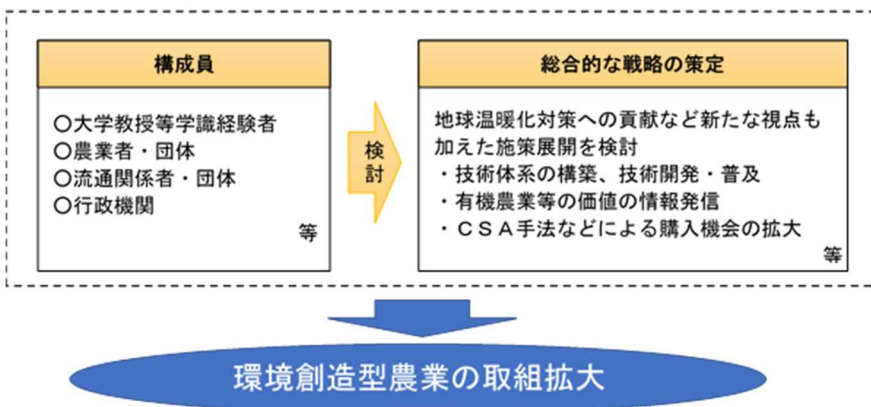 構成員
〇大学教授等学識経験者
〇農業者・団体
〇流通関係者・団体
〇行政機関
等
検討
総合的な戦略の策定
地球温暖化対策への貢献など新たな視点も
加えた施策展開を検討
・技術体系の構築、技術開発・普及
・有機農業等の価値の情報発信
・ＣＳＡ手法などによる購入機会の拡大
等
環境創造型農業の取組拡大